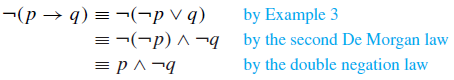 ¬(p → q) ≡ ¬(¬p ∨ q) by Example 3
≡ ¬(¬p) ∧ ¬q by the second De Morgan law
≡ p ∧ ¬q by the double negation law